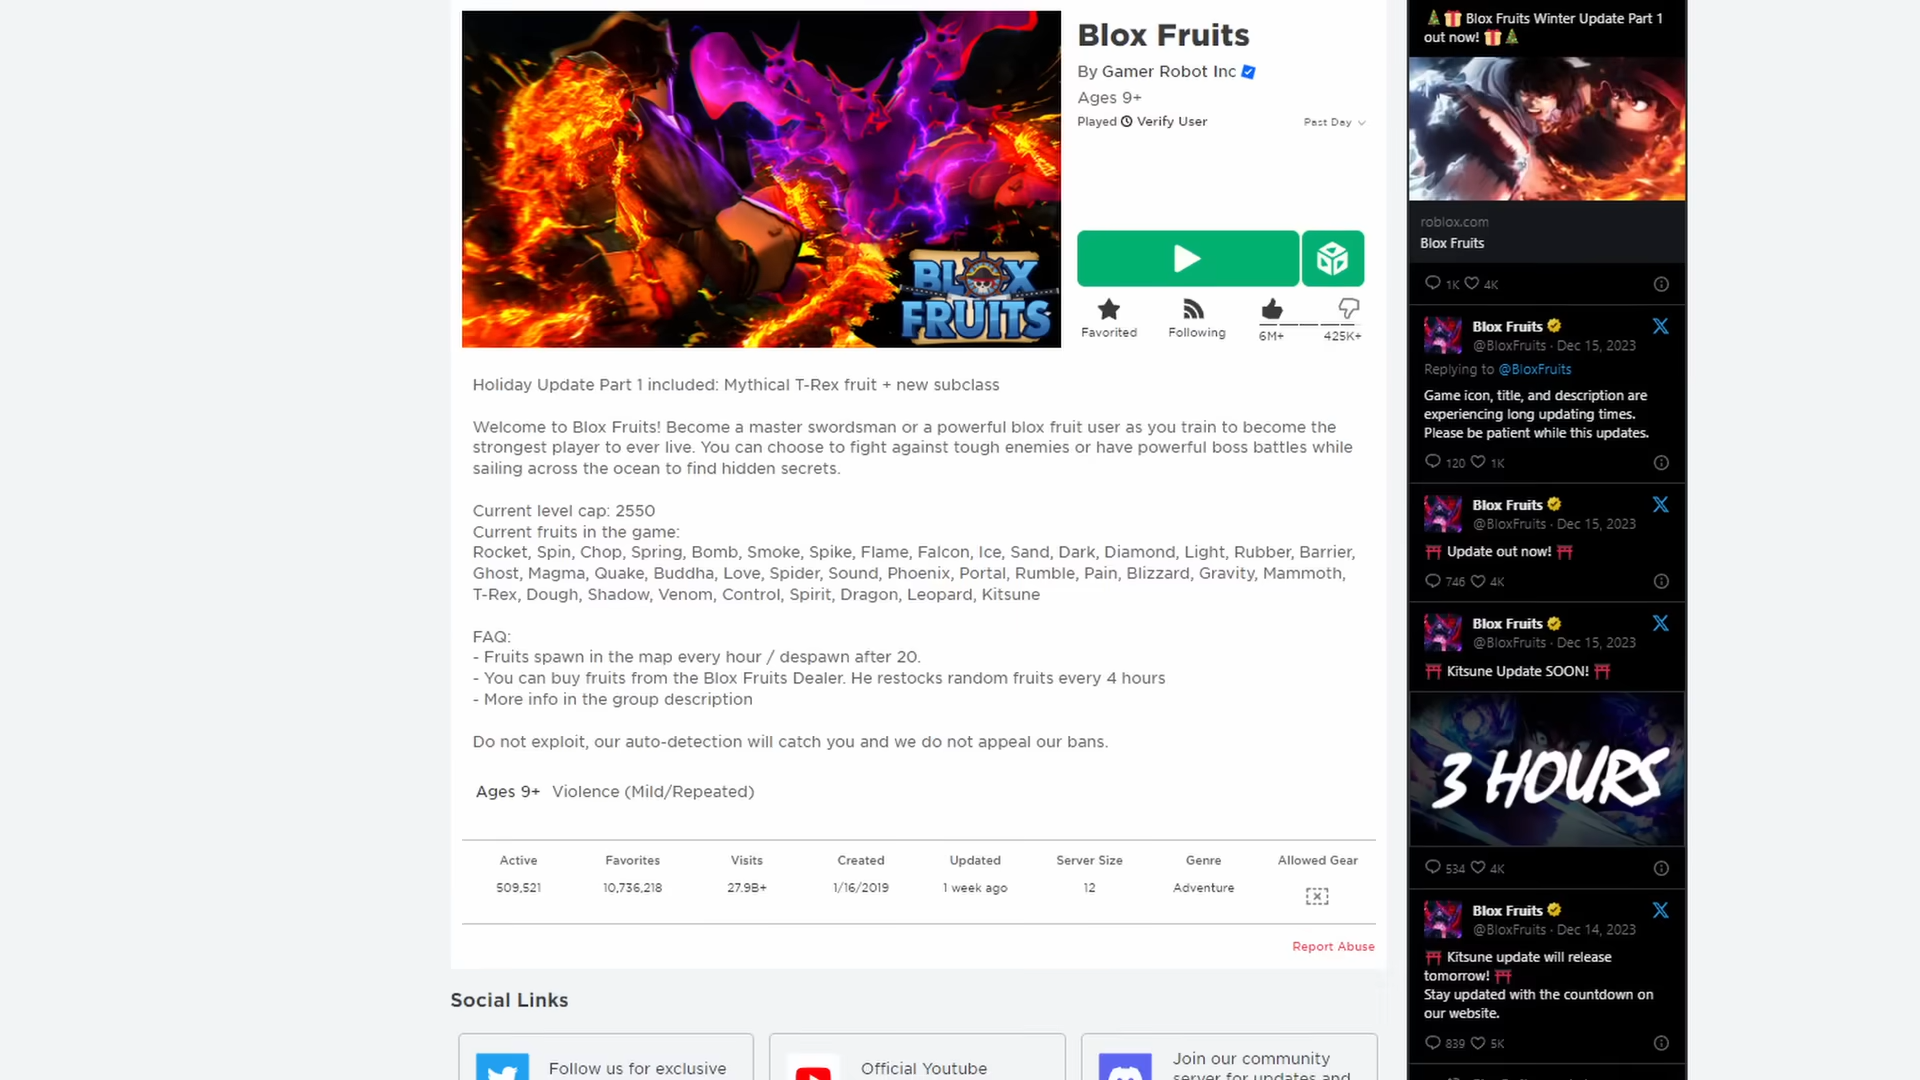 BLOX
FRUITS
Blox Fruits
By Gamer Robot Inc
Ages 9+
Played Verify User
Past Day
Favorited
Following
6M+
425K+
Holiday Update Part 1 included: Mythical T-Rex fruit + new subclass
Welcome to Blox Fruits! Become a master swordsman or a powerful blox fruit user as you train to become the
strongest player to ever live. You can choose to fight against tough enemies or have powerful boss battles while
sailing across the ocean to find hidden secrets.
Current level cap: 2550
Current fruits in the game:
Rocket, Spin, Chop, Spring, Bomb, Smoke, Spike, Flame, Falcon, Ice, Sand, Dark, Diamond, Light, Rubber, Barrier,
Ghost, Magma, Quake, Buddha, Love, Spider, Sound, Phoenix, Portal, Rumble, Pain, Blizzard, Gravity, Mammoth,
T-Rex, Dough, Shadow, Venom, Control, Spirit, Dragon, Leopard, Kitsune
FAQ:
- Fruits spawn in the map every hour / despawn after 20.
- You can buy fruits from the Blox Fruits Dealer. He restocks random fruits every 4 hours
- More info in the group description
Do not exploit, our auto-detection will catch you and we do not appeal our bans.
Ages 9+ Violence (Mild/Repeated)
Active Favorites Visits Created Updated Server Size Genre Allowed Gear
509,521 10,736,218 27.9B+ 1/16/2019 1 week ago 12 Adventure
Report Abuse
Social Links
Follow us for exclusive
Official Youtube
Join our community
server for updates and
🎄🎁 Blox Fruits Winter Update Part 1
out now! 🎁🎄
roblox.com
Blox Fruits
1K 4K
Blox Fruits
@BloxFruits · Dec 15, 2023
Replying to @BloxFruits
Game icon, title, and description are
experiencing long updating times.
Please be patient while this updates.
120 1K
Blox Fruits
@BloxFruits · Dec 15, 2023
⛩️ Update out now! ⛩️
746 4K
Blox Fruits
@BloxFruits · Dec 15, 2023
⛩️ Kitsune Update SOON! ⛩️
3 HOURS
534 4K
Blox Fruits
@BloxFruits · Dec 14, 2023
⛩️ Kitsune update will release
tomorrow! ⛩️
Stay updated with the countdown on
our website.
839 5K